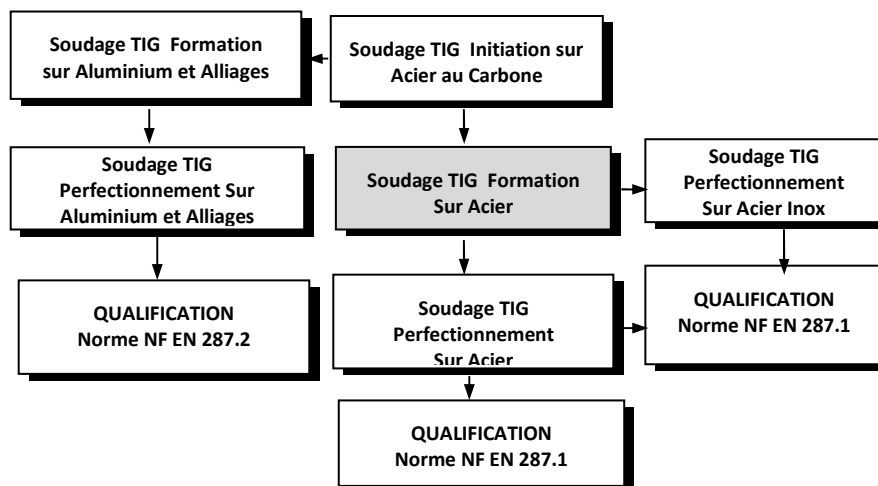 Soudage TIG Formation
sur Aluminium et Alliages
Soudage TIG Initiation sur
Acier au Carbone
Soudage TIG
Perfectionnement Sur
Aluminium et Alliages
Soudage TIG Formation
Sur Acier
Soudage TIG
Perfectionnement
Sur Acier Inox
QUALIFICATION
Norme NF EN 287.2
Soudage TIG
Perfectionnement
Sur Acier
QUALIFICATION
Norme NF EN 287.1
QUALIFICATION
Norme NF EN 287.1